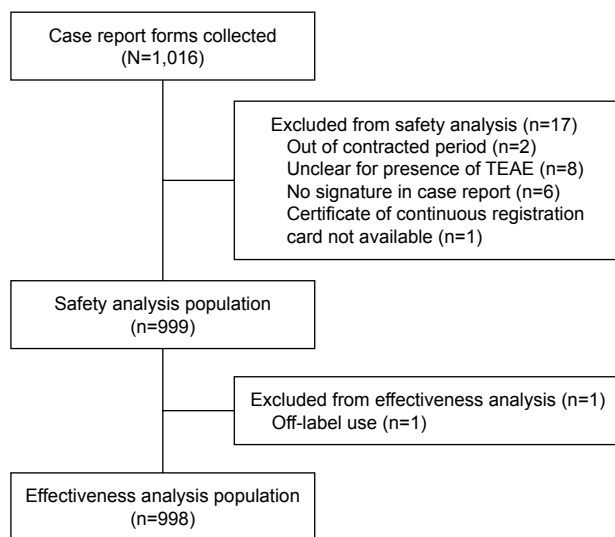 Case report forms collected
(N=1,016)
Excluded from safety analysis (n=17)
Out of contracted period (n=2)
Unclear for presence of TEAE (n=8)
No signature in case report (n=6)
Certificate of continuous registration
card not available (n=1)
Safety analysis population
(n=999)
Excluded from effectiveness analysis (n=1)
Off-label use (n=1)
Effectiveness analysis population
(n=998)